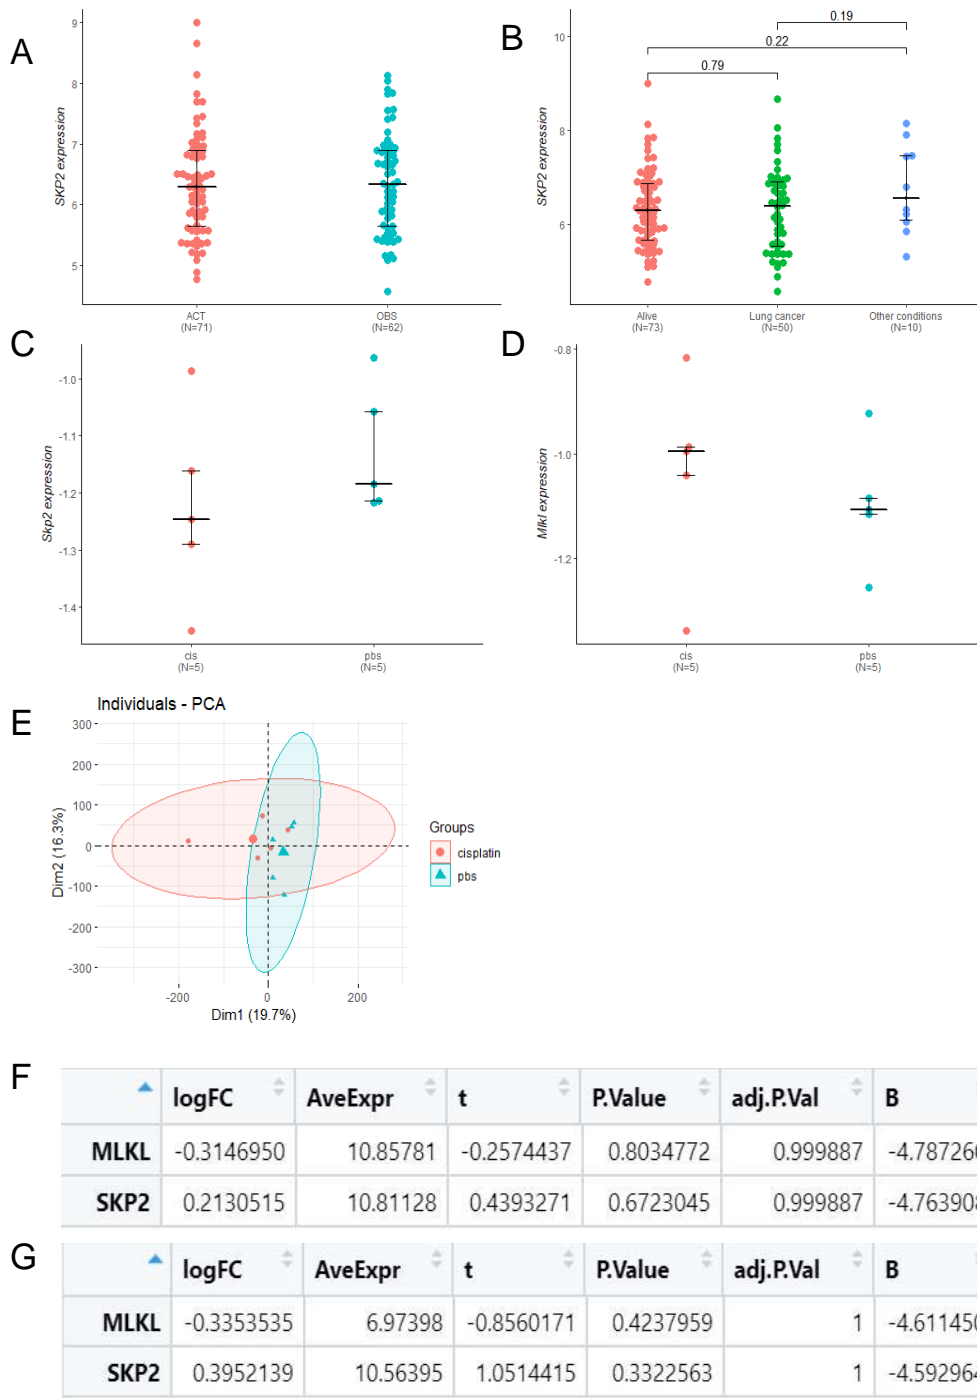 A
9
8
7
6
5
SKP2 expression
ACT
(N=71)
OBS
(N=62)
B
10
8
6
SKP2 expression
0.19
0.22
0.79
Alive
(N=73)
Lung cancer
(N=50)
Other conditions
(N=10)
C
-1.0
-1.1
-1.2
-1.3
-1.4
Skp2 expression
cis
(N=5)
pbs
(N=5)
D
-0.8
-1.0
-1.2
Mlkl expression
cis
(N=5)
pbs
(N=5)
E
Individuals - PCA
300
200
100
0
-100
-200
-300
Dim2 (16.3%)
-200 0 200
Dim1 (19.7%)
Groups
cisplatin
pbs
F
logFC AveExpr t P.Value adj.P.Val B
MLKL -0.3146950 10.85781 -0.2574437 0.8034772 0.999887
SKP2 0.2130515 10.81128 0.4393271 0.6723045 0.999887
G
logFC AveExpr t P.Value adj.P.Val B
MLKL -0.3353535 6.97398 -0.8560171 0.4237959 1
SKP2 0.3952139 10.56395 1.0514415 0.3322563 1